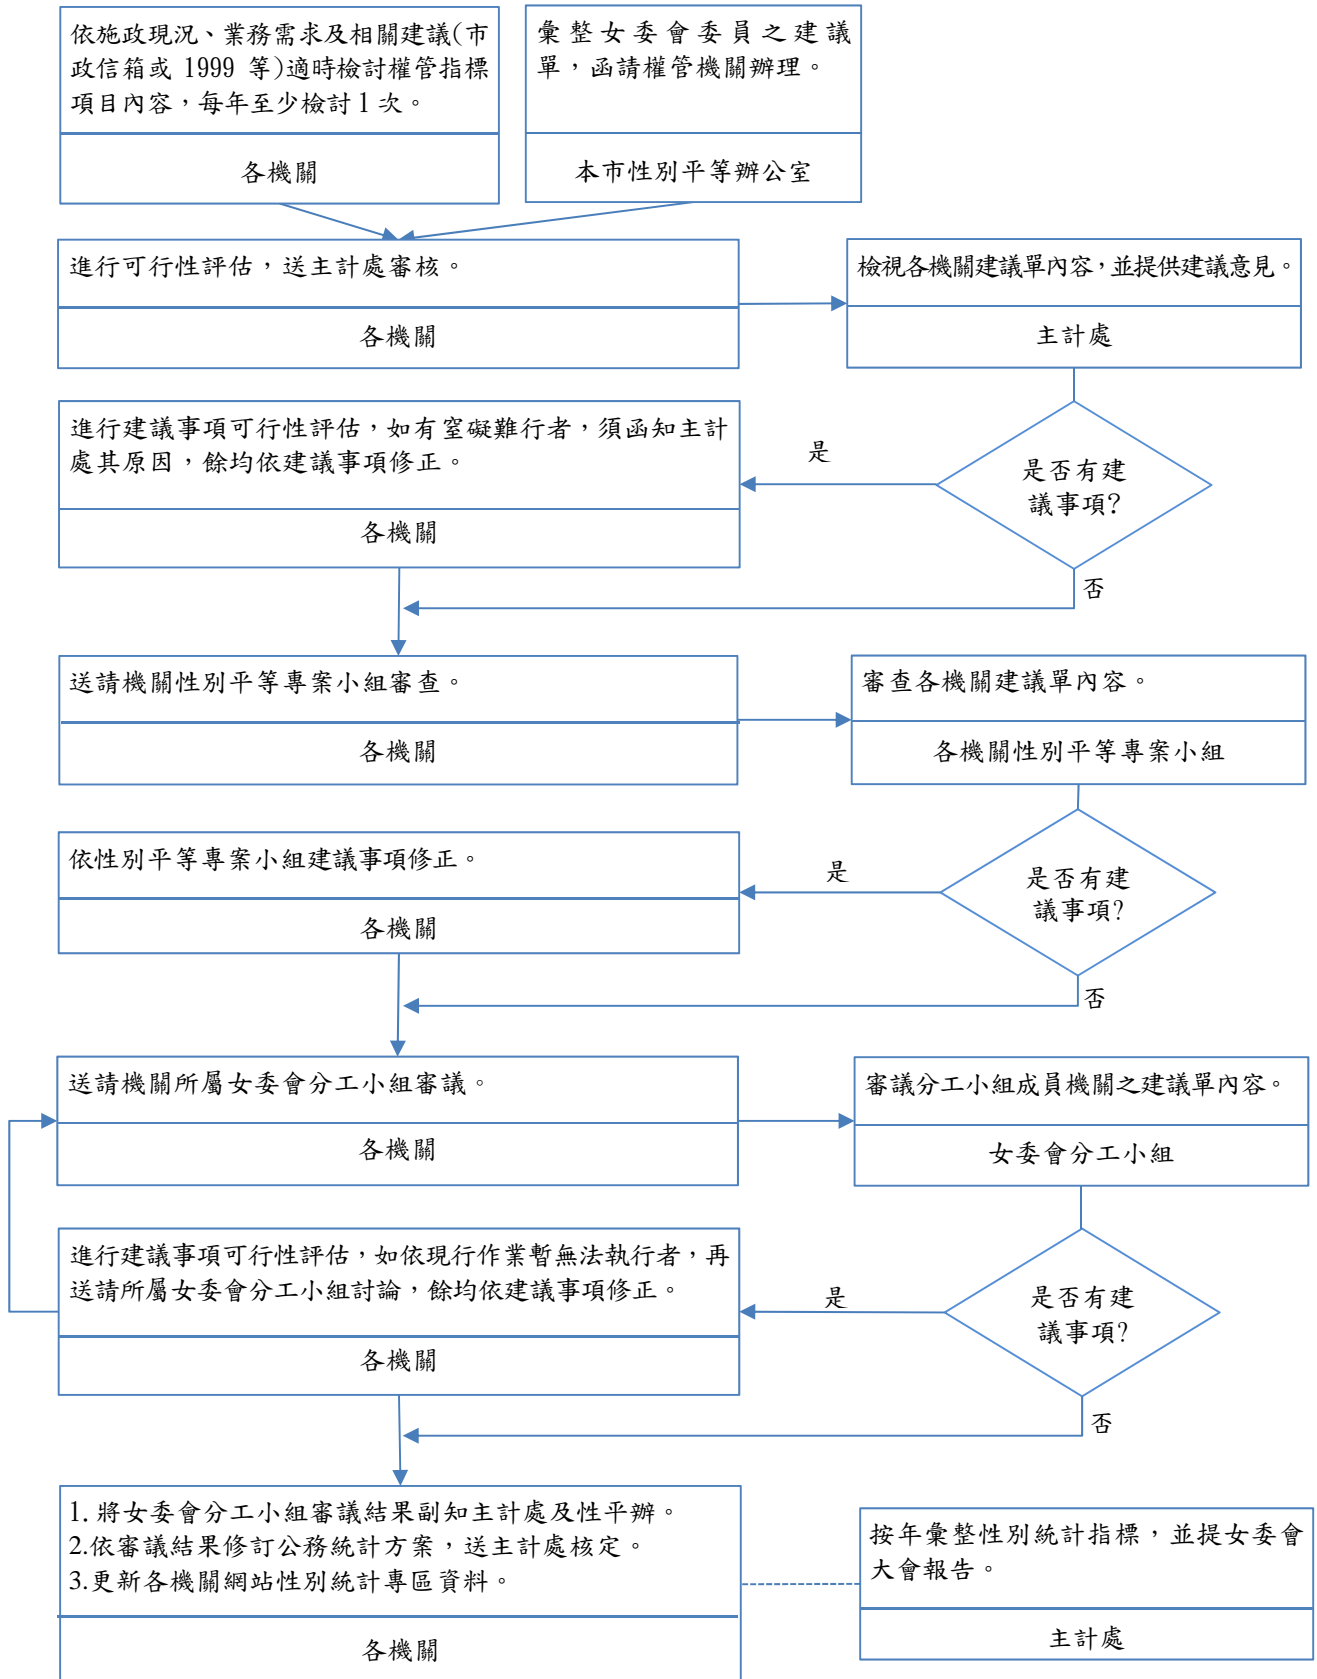 依施政現況、業務需求及相關建議(市
政信箱或 1999 等)適時檢討權管指標
項目內容，每年至少檢討1次。
各機關
彙整女委會委員之建議
單，函請權管機關辦理。
本市性別平等辦公室
進行可行性評估，送主計處審核。
各機關
檢視各機關建議單內容，並提供建議意見。
主計處
進行建議事項可行性評估，如有窒礙難行者，須函知主計
處其原因，餘均依建議事項修正。
各機關
是
是否有建
議事項?
否
送請機關性別平等專案小組審查。
各機關
審查各機關建議單內容。
各機關性別平等專案小組
依性別平等專案小組建議事項修正。
各機關
是
是否有建
議事項?
否
送請機關所屬女委會分工小組審議。
各機關
審議分工小組成員機關之建議單內容。
女委會分工小組
進行建議事項可行性評估，如依現行作業暫無法執行者，再
送請所屬女委會分工小組討論，餘均依建議事項修正。
各機關
是
是否有建
議事項?
否
1. 將女委會分工小組審議結果副知主計處及性平辦。
2.依審議結果修訂公務統計方案，送主計處核定。
3.更新各機關網站性別統計專區資料。
各機關
按年彙整性別統計指標，並提女委會
大會報告。
主計處